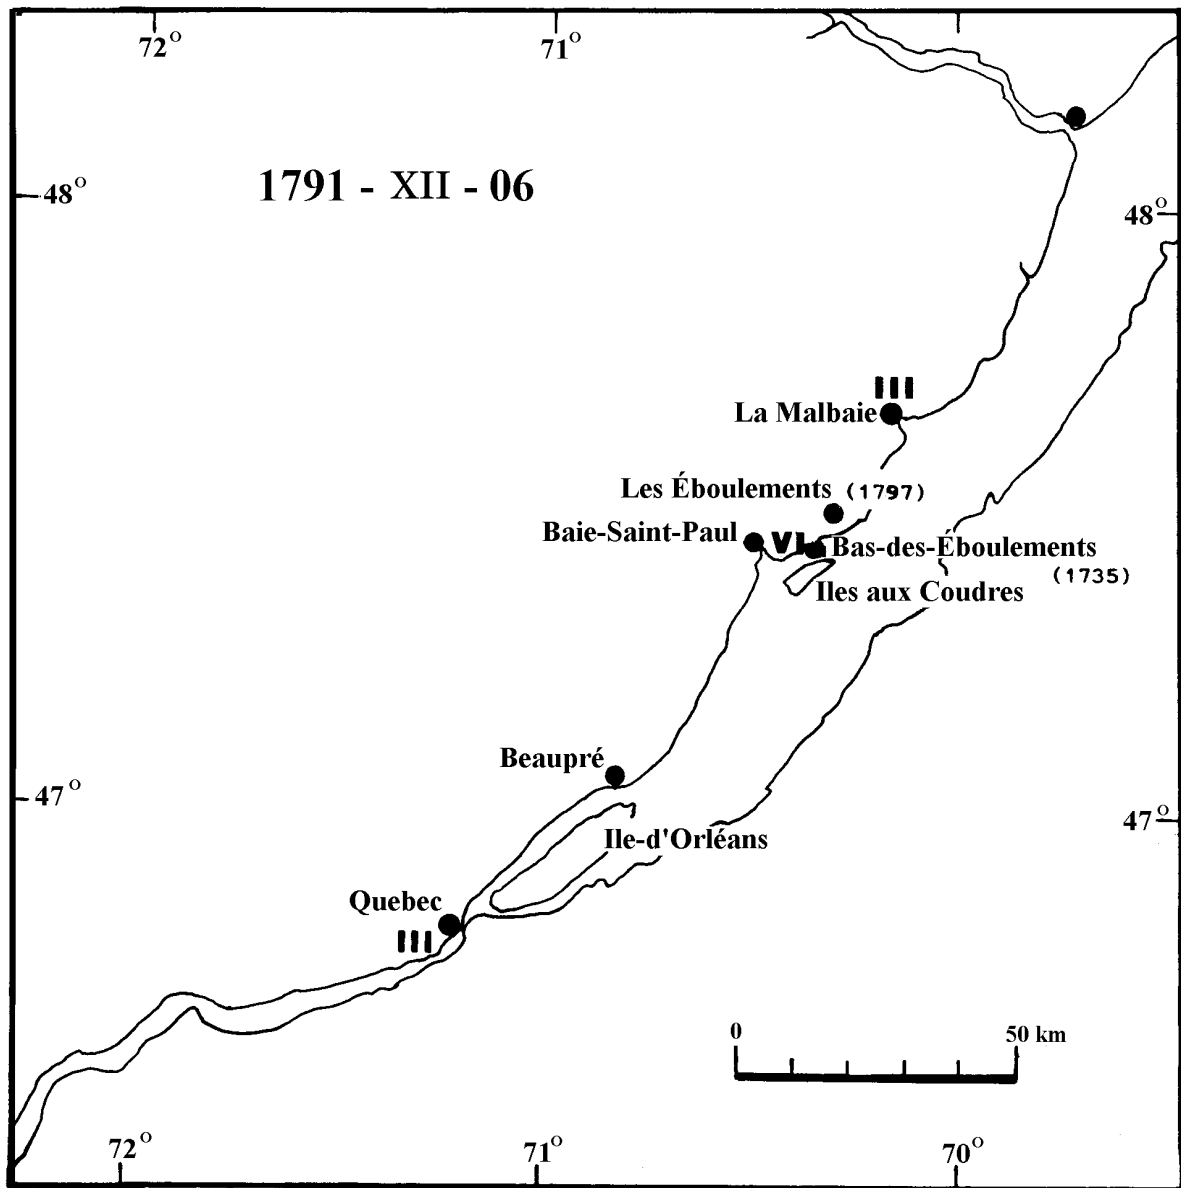 72° 71°
1791 - XII - 06
48°
48°
III
La Malbaie
Les Éboulements (1797)
Baie-Saint-Paul VI Bas-des-Éboulements
(1735)
Iles aux Coudres
Beaupré
47°
47°
Ile-d'Orléans
Quebec
III
0 50 km
72° 71° 70°